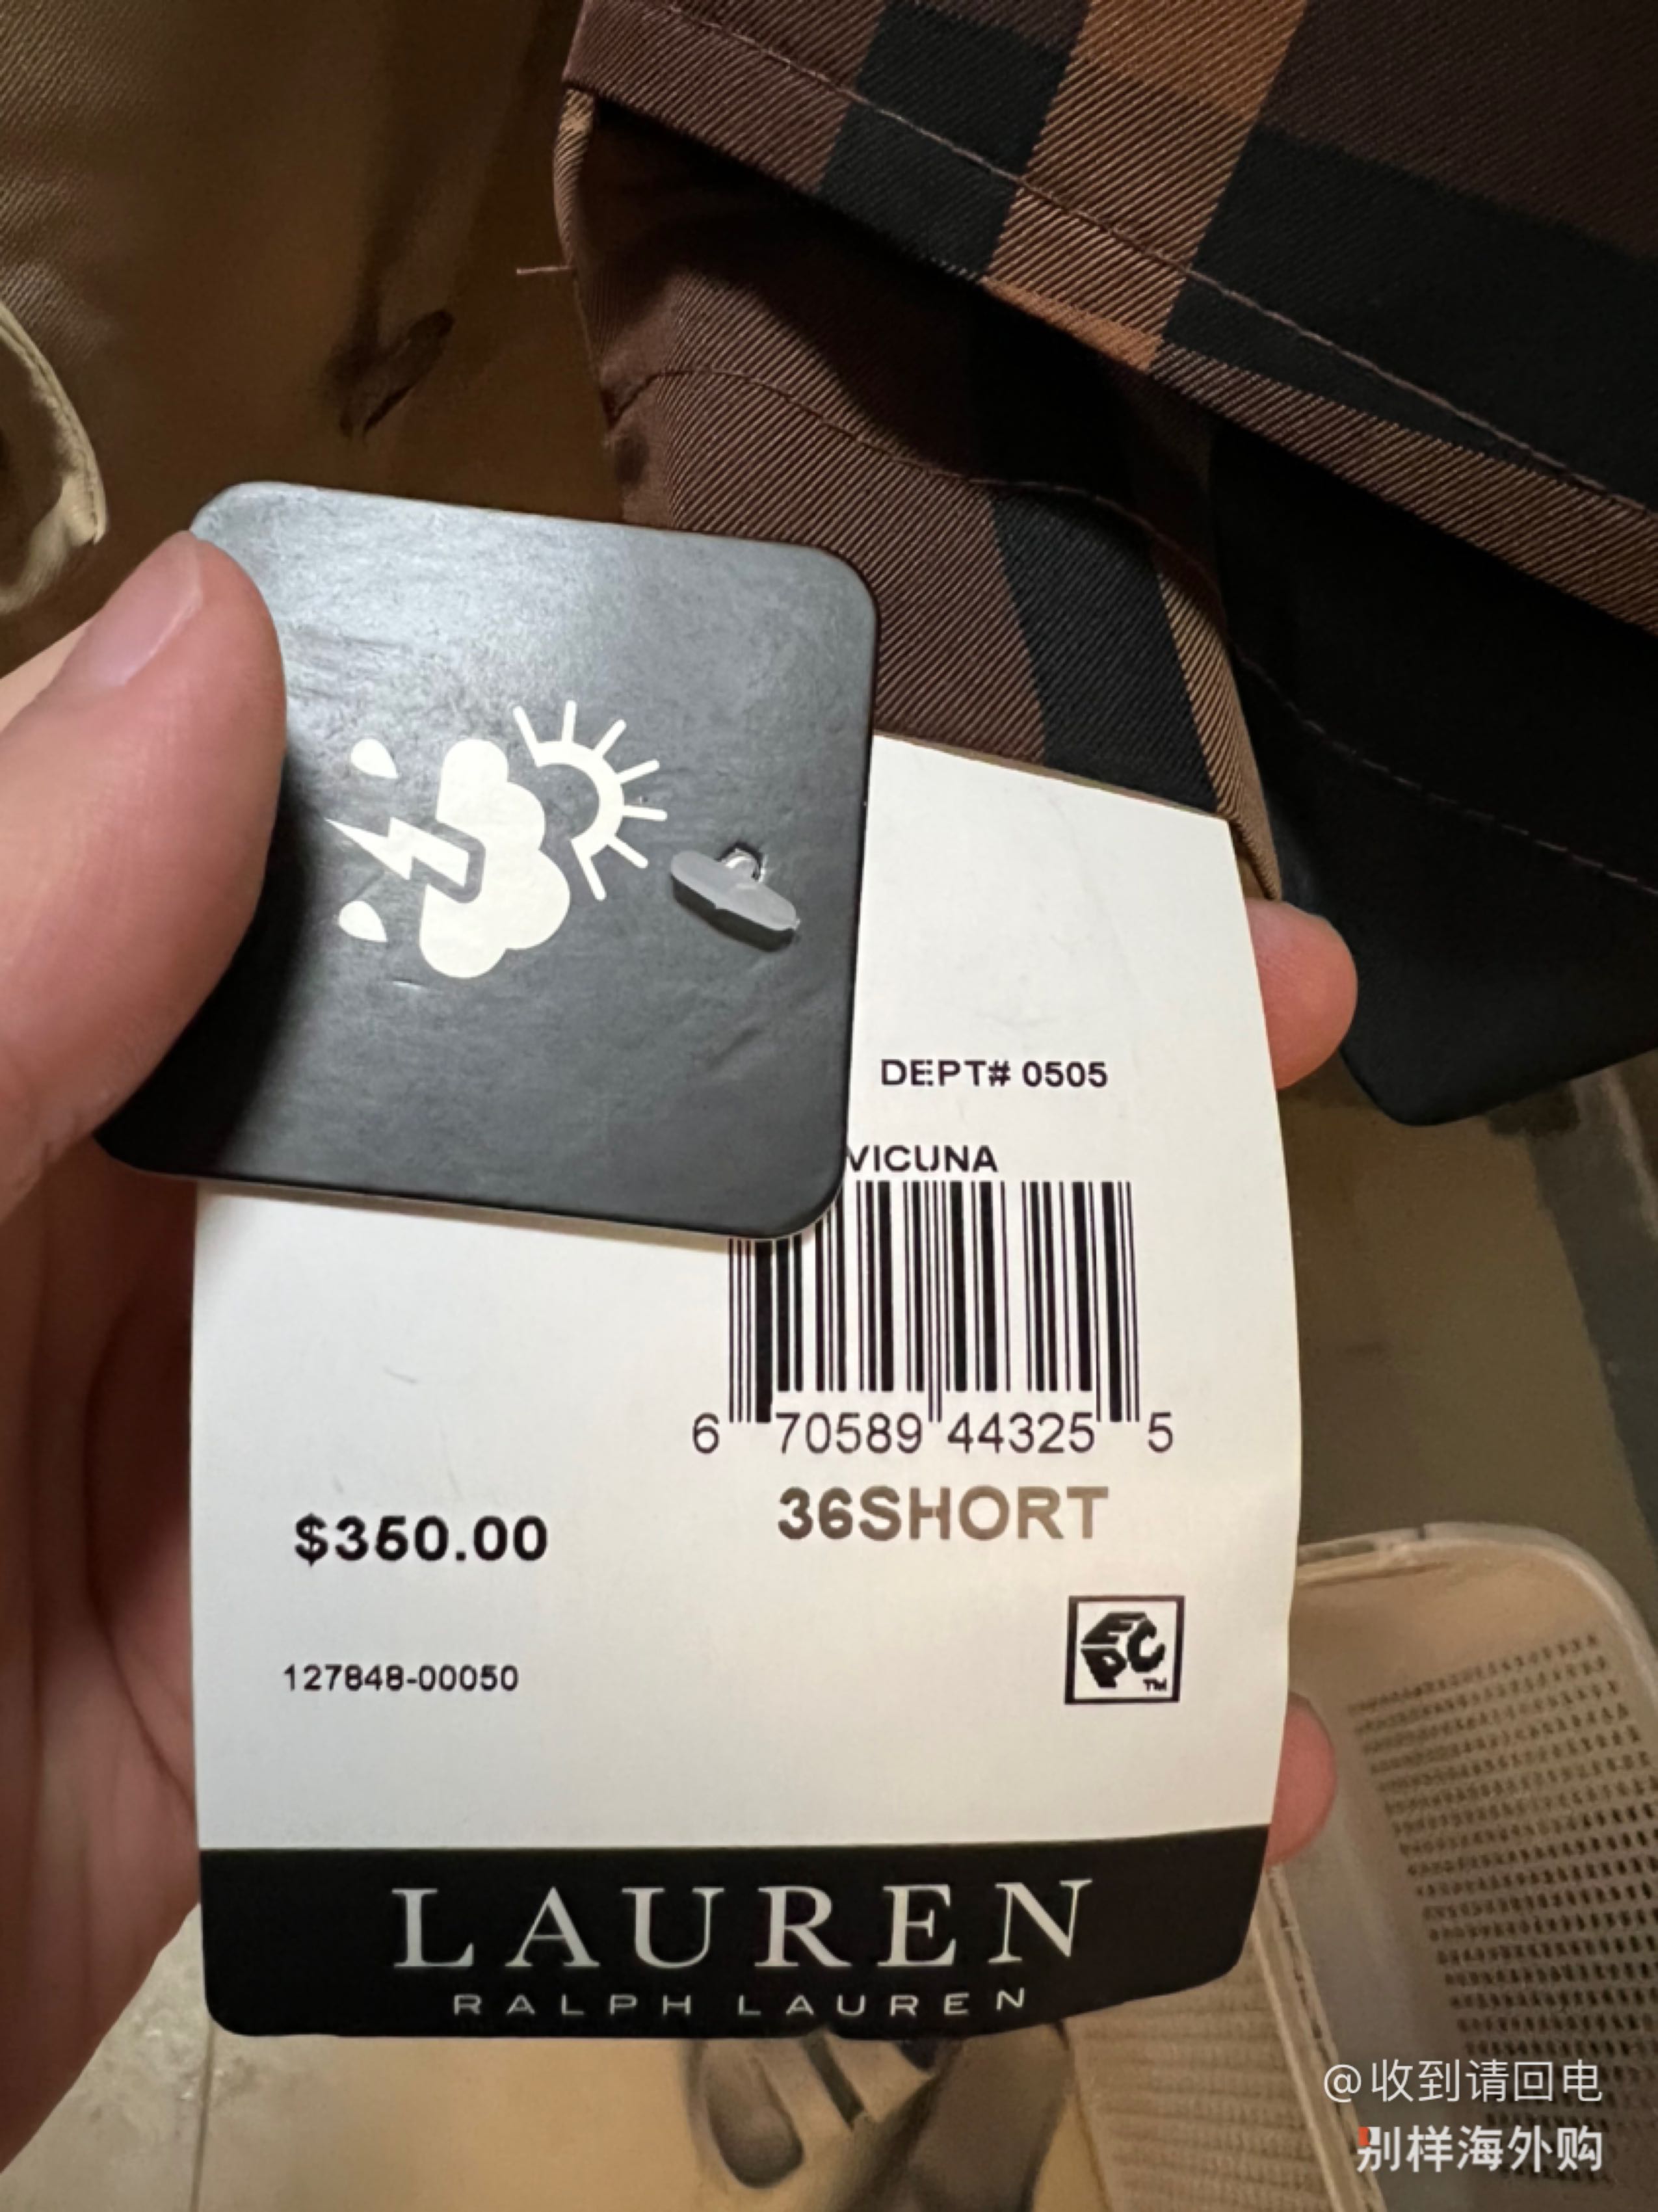 DEPT# 0505
VICUNA
6 70589 44325 5
36SHORT
$350.00
127848-00050
EPC
TM
LAUREN
RALPH LAUREN
@收到请回电
别样海外购